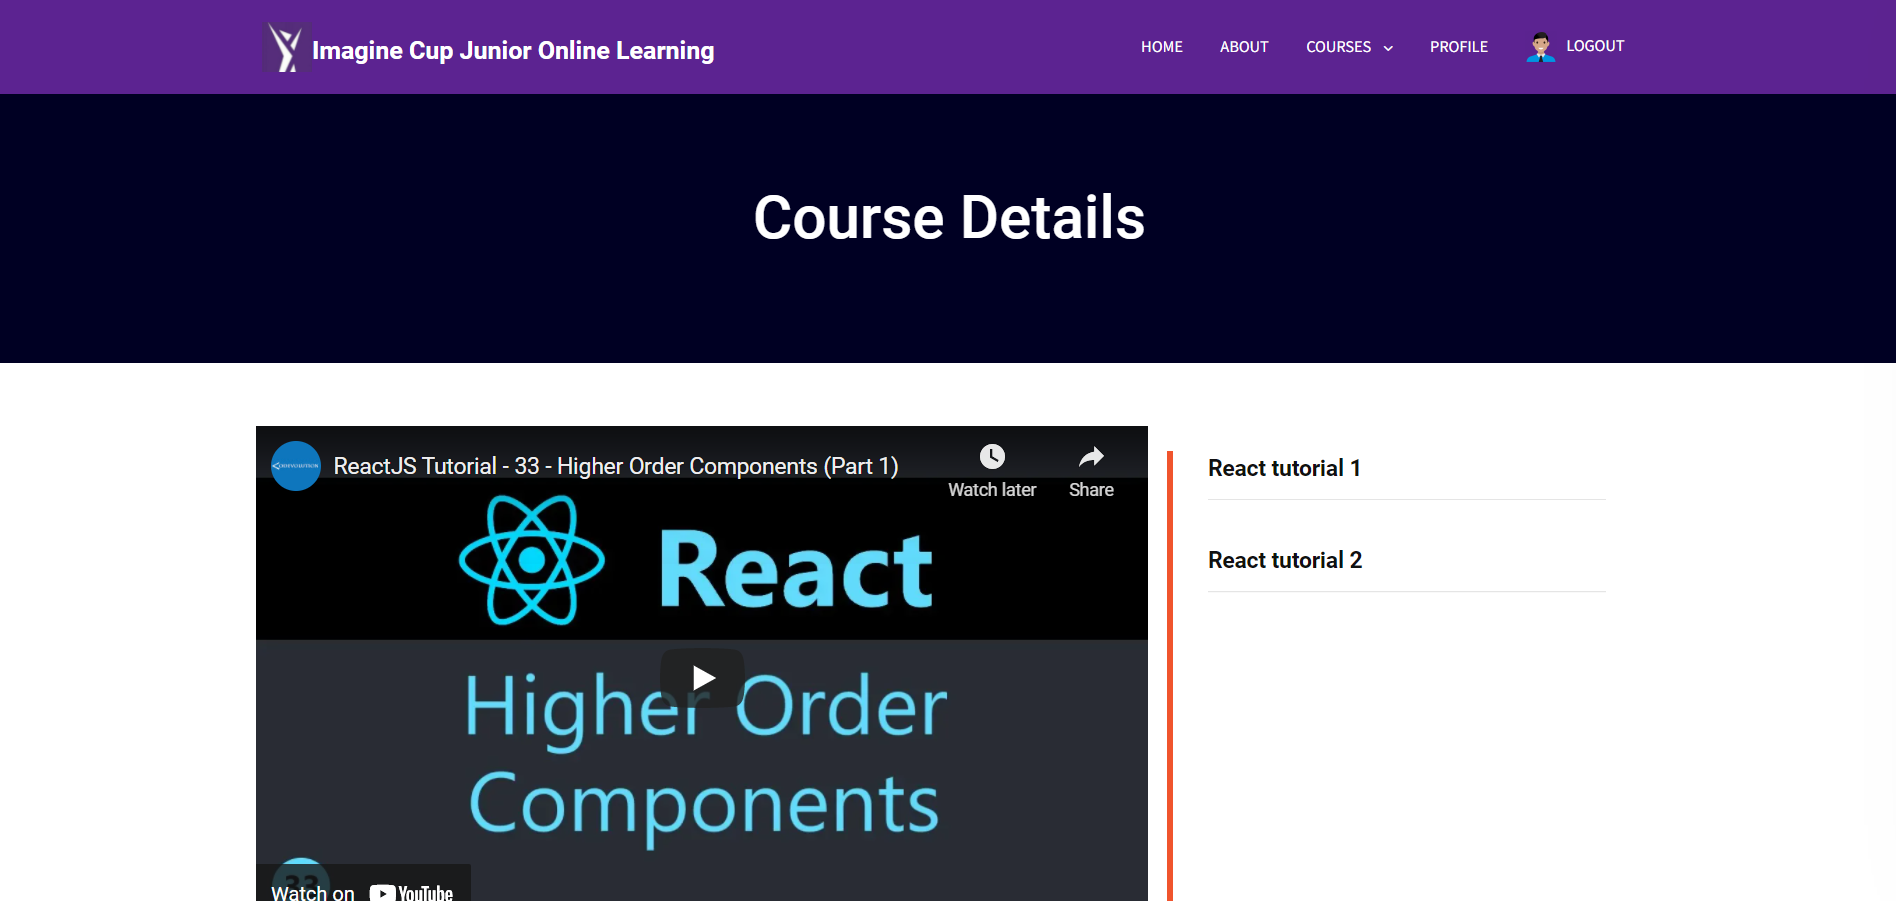 Imagine Cup Junior Online Learning
HOME ABOUT COURSES PROFILE LOGOUT
Course Details
ReactJS Tutorial - 33 - Higher Order Components (Part 1)
Watch later Share
React
Higher Order
Components
33
Watch on YouTube
React tutorial 1
React tutorial 2